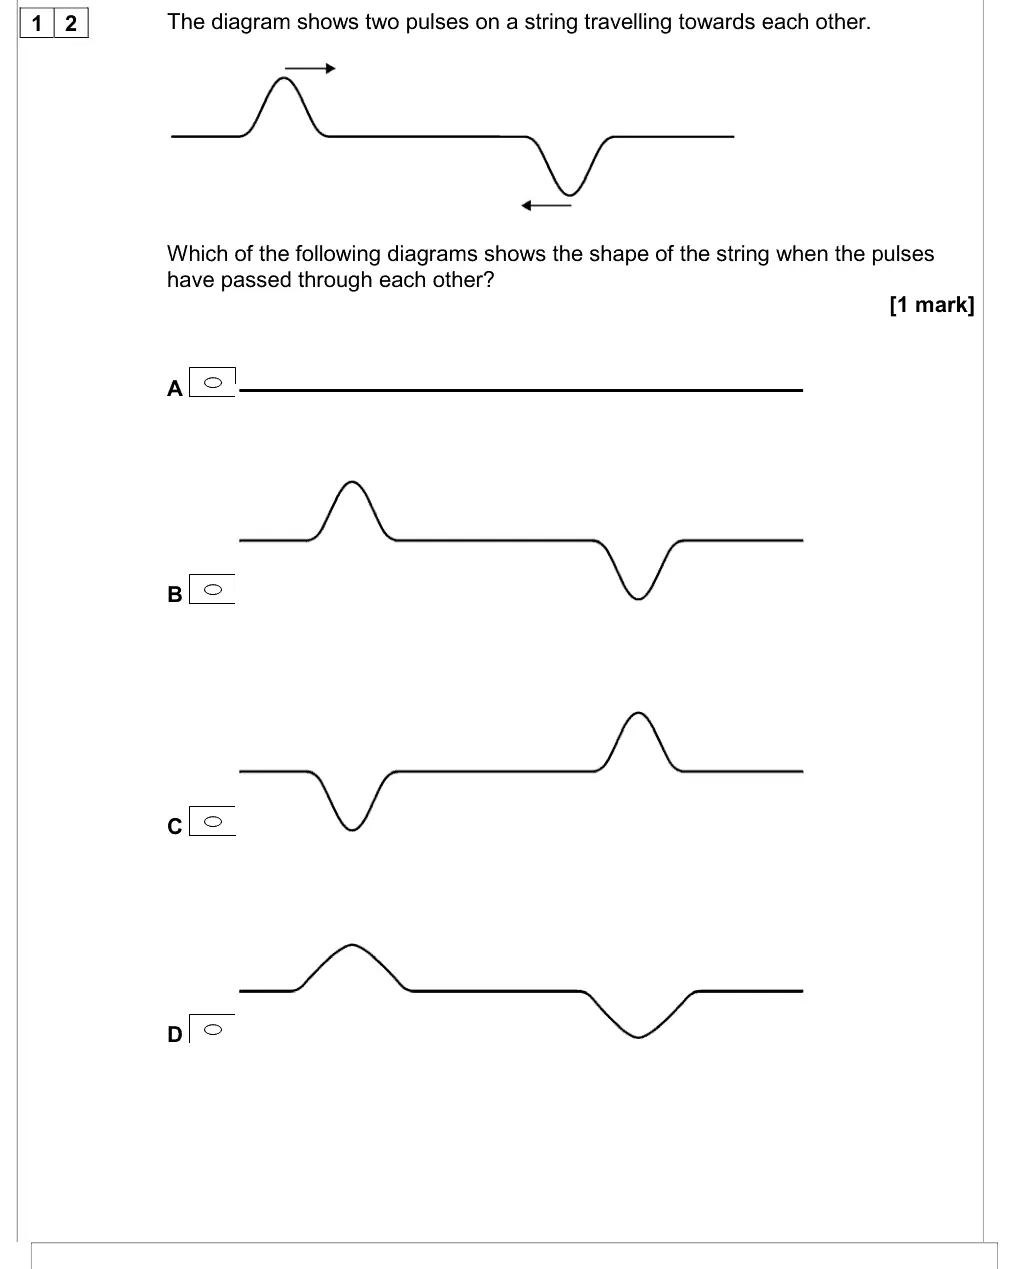 1 2
The diagram shows two pulses on a string travelling towards each other.
Which of the following diagrams shows the shape of the string when the pulses
have passed through each other?
[1 mark]
A
B
C
D